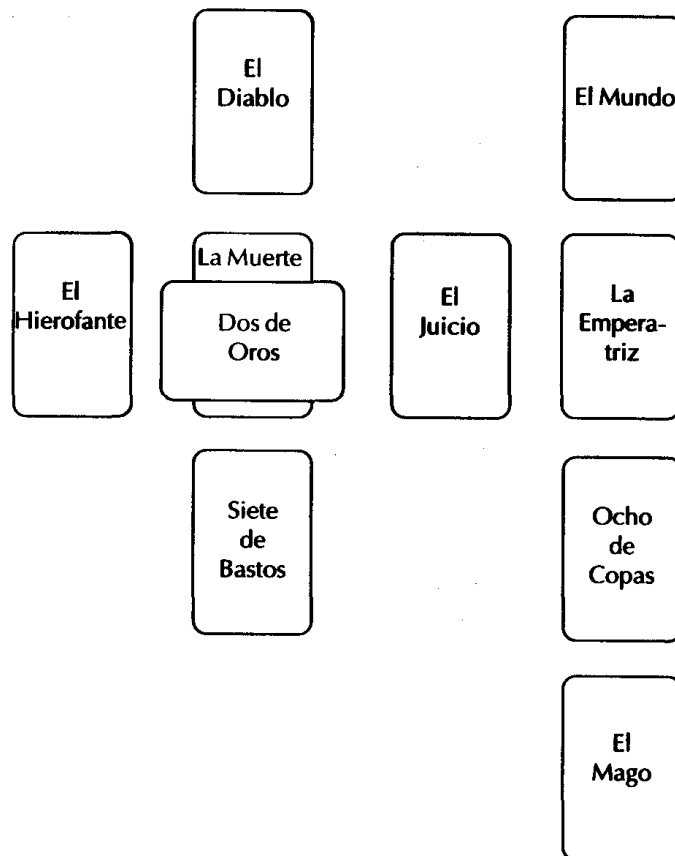 El
Diablo
El Mundo
El
Hierofante
La Muerte
Dos de
Oros
El
Juicio
La
Empera-
triz
Siete
de
Bastos
Ocho
de
Copas
El
Mago